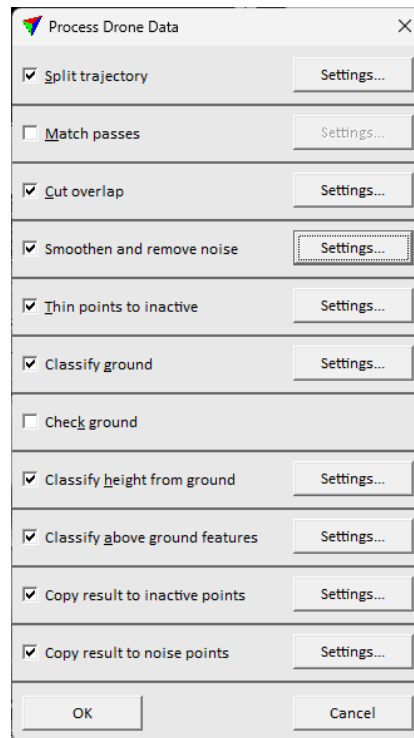 Process Drone Data
Split trajectory Settings...
Match passes Settings...
Cut overlap Settings...
Smoothen and remove noise Settings...
Thin points to inactive Settings...
Classify ground Settings...
Check ground
Classify height from ground Settings...
Classify above ground features Settings...
Copy result to inactive points Settings...
Copy result to noise points Settings...
OK Cancel